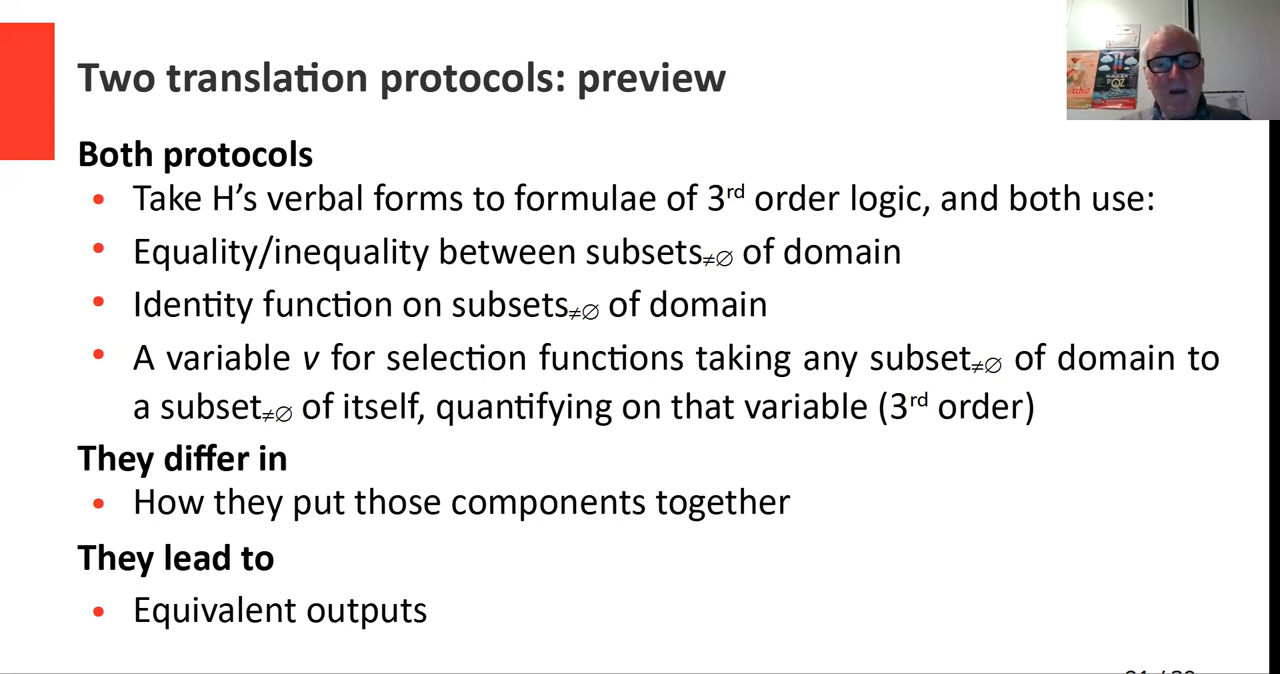 Two translation protocols: preview
Both protocols
• Take H’s verbal forms to formulae of 3rd order logic, and both use:
• Equality/inequality between subsets≠∅ of domain
• Identity function on subsets≠∅ of domain
• A variable v for selection functions taking any subset≠∅ of domain to
a subset≠∅ of itself, quantifying on that variable (3rd order)
They differ in
• How they put those components together
They lead to
• Equivalent outputs